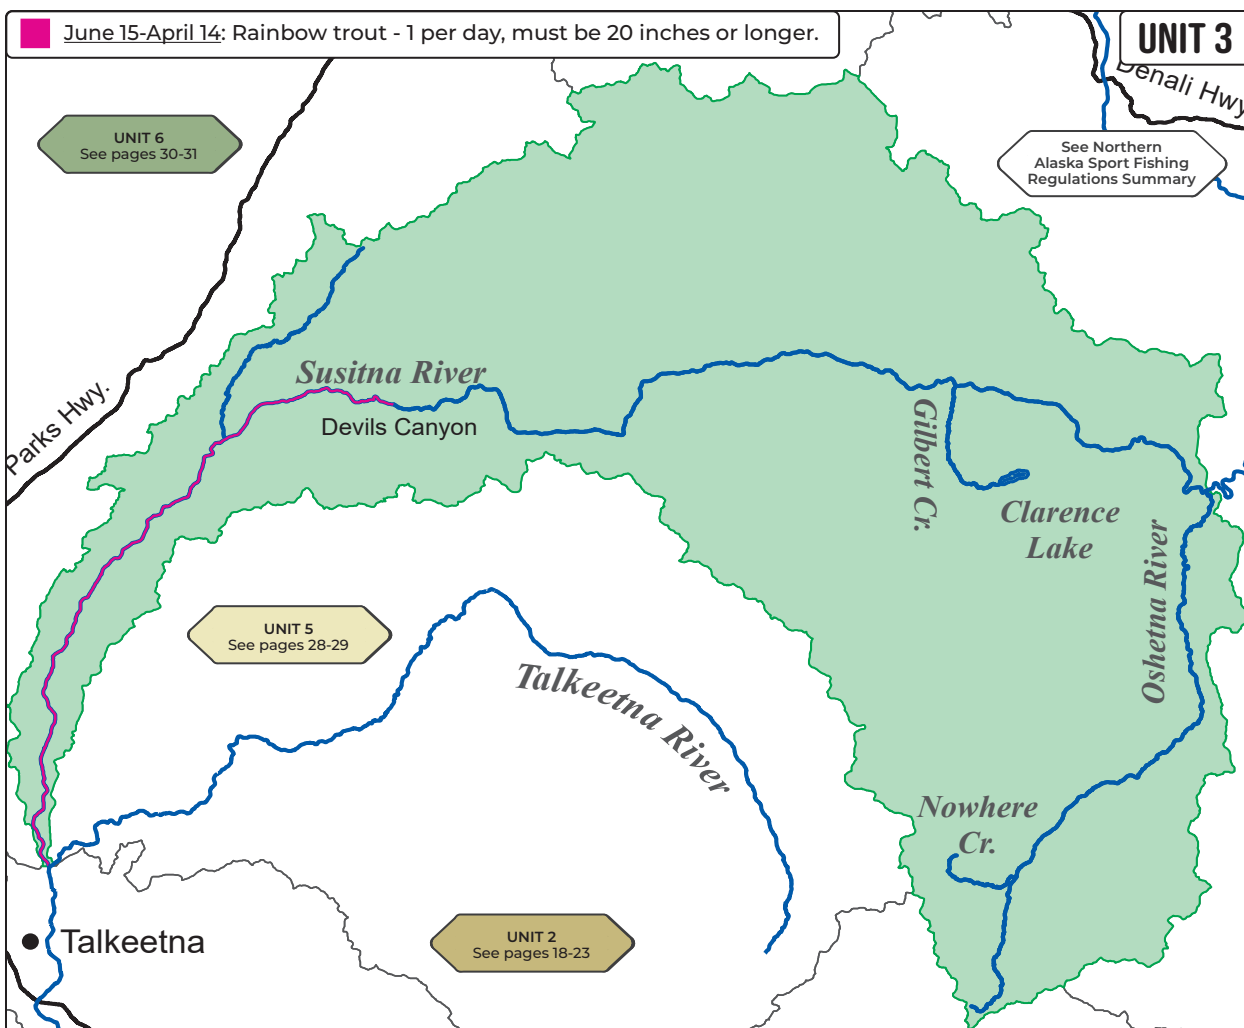 June 15-April 14: Rainbow trout - 1 per day, must be 20 inches or longer.
UNIT 3
Denali Hwy
UNIT 6
See pages 30-31
See Northern
Alaska Sport Fishing
Regulations Summary
Parks Hwy.
Susitna River
Devils Canyon
Gilbert Cr.
Clarence
Lake
Oshetna River
UNIT 5
See pages 28-29
Talkeetna River
Nowhere
Cr.
UNIT 2
See pages 18-23
Talkeetna